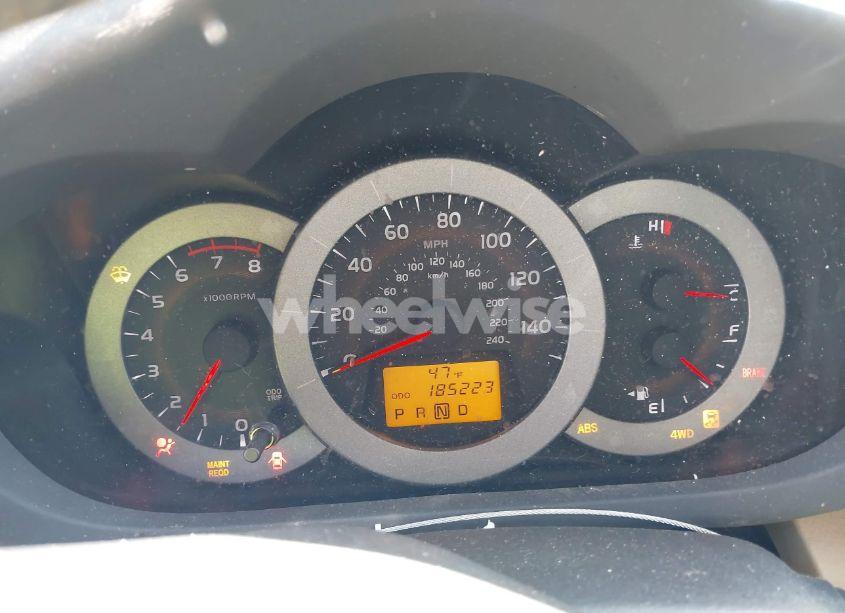 0 1 2 3 4 5 6 7 8
x1000RPM
ODO
TRIP
MAINT
REQD
20 40 60 80 100 120 140
MPH
20 40 60 80 100 120 140 160 180 200 220 240
km/h
wheelwise
47°F
ODO 185223
P R N D
H
F
E
BRAKE
ABS
4WD